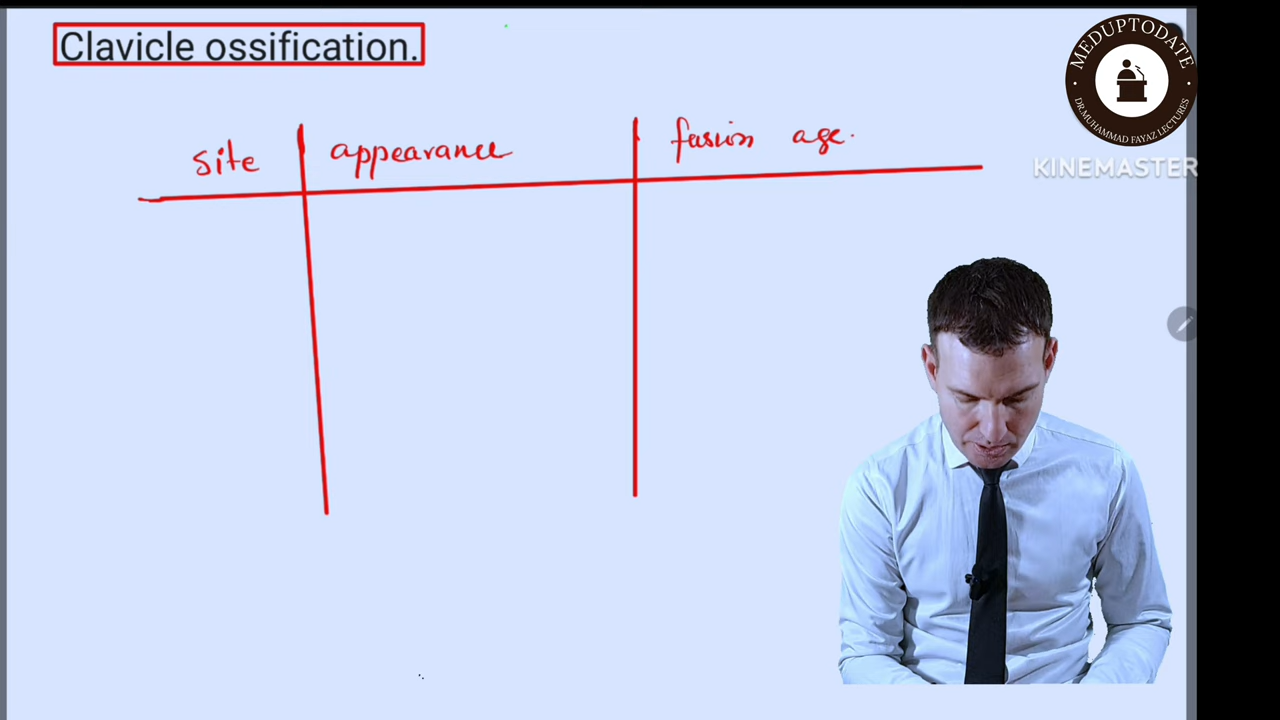 Clavicle ossification.
site appearance fusion age.
MEDUPTODATE
DR.MUHAMMAD FAYAZ LECTURES
KINEMASTER